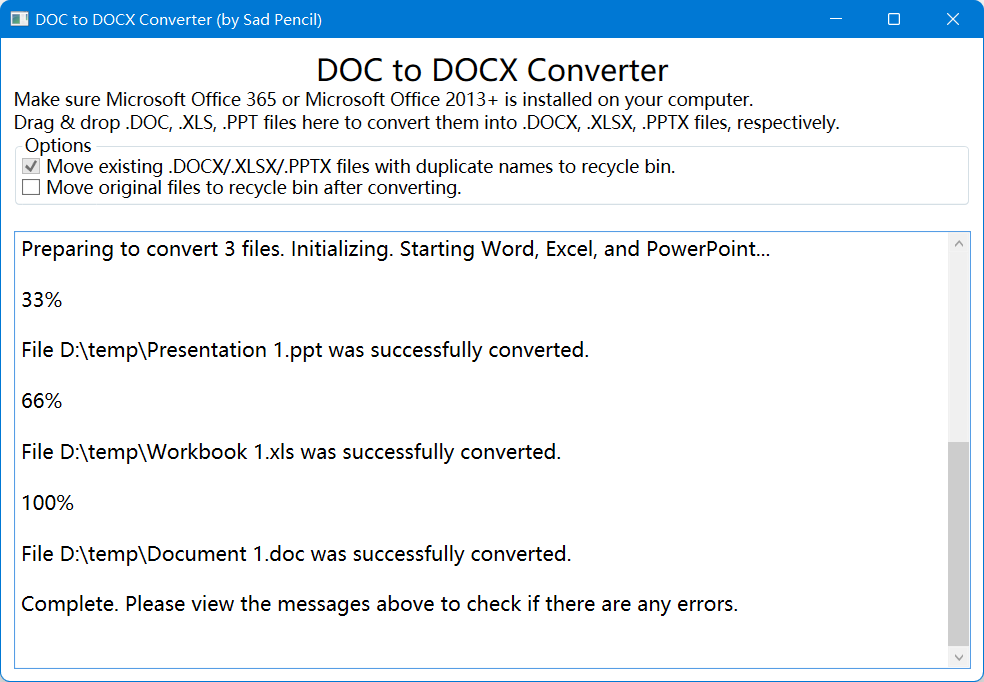 DOC to DOCX Converter (by Sad Pencil)
DOC to DOCX Converter
Make sure Microsoft Office 365 or Microsoft Office 2013+ is installed on your computer.
Drag & drop .DOC, .XLS, .PPT files here to convert them into .DOCX, .XLSX, .PPTX files, respectively.
Options
Move existing .DOCX/.XLSX/.PPTX files with duplicate names to recycle bin.
Move original files to recycle bin after converting.
Preparing to convert 3 files. Initializing. Starting Word, Excel, and PowerPoint...
33%
File D:\temp\Presentation 1.ppt was successfully converted.
66%
File D:\temp\Workbook 1.xls was successfully converted.
100%
File D:\temp\Document 1.doc was successfully converted.
Complete. Please view the messages above to check if there are any errors.